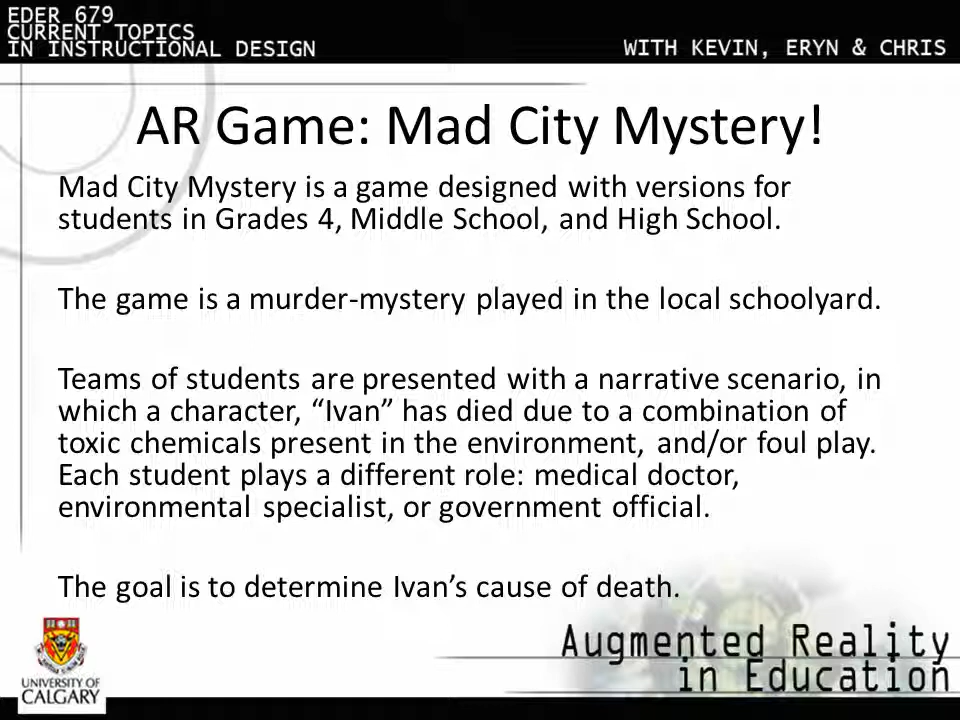 EDER 679
CURRENT TOPICS
IN INSTRUCTIONAL DESIGN
WITH KEVIN, ERYN & CHRIS
AR Game: Mad City Mystery!
Mad City Mystery is a game designed with versions for
students in Grades 4, Middle School, and High School.
The game is a murder-mystery played in the local schoolyard.
Teams of students are presented with a narrative scenario, in
which a character, “Ivan” has died due to a combination of
toxic chemicals present in the environment, and/or foul play.
Each student plays a different role: medical doctor,
environmental specialist, or government official.
The goal is to determine Ivan’s cause of death.
UNIVERSITY OF
CALGARY
Augmented Reality
in Education